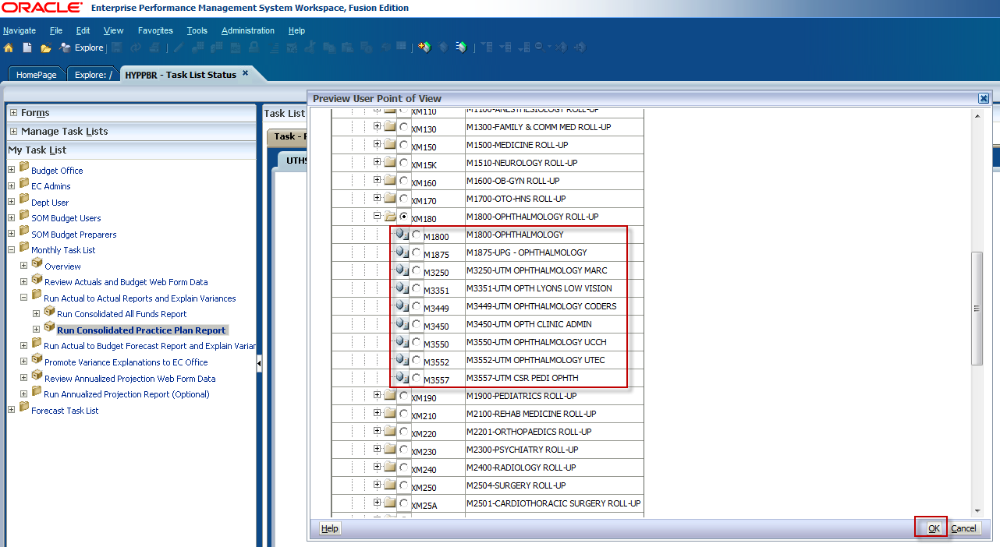 ORACLE® Enterprise Performance Management System Workspace, Fusion Edition
Navigate File Edit View Favorites Tools Administration Help
Explore
HomePage Explore: / HYPPBR - Task List Status
Forms
Manage Task Lists
My Task List
Budget Office
EC Admins
Dept User
SOM Budget Users
SOM Budget Preparers
Monthly Task List
Overview
Review Actuals and Budget Web Form Data
Run Actual to Actual Reports and Explain Variances
Run Consolidated All Funds Report
Run Consolidated Practice Plan Report
Run Actual to Budget Forecast Report and Explain Varian
Promote Variance Explanations to EC Office
Review Annualized Projection Web Form Data
Run Annualized Projection Report (Optional)
Forecast Task List
Task List
Task - F
UTHS
Preview User Point of View
XM110 M1100-ANESTHESIOLOGY ROLL-UP
XM130 M1300-FAMILY & COMM MED ROLL-UP
XM150 M1500-MEDICINE ROLL-UP
XM15K M1510-NEUROLOGY ROLL-UP
XM160 M1600-OB-GYN ROLL-UP
XM170 M1700-OTO-HNS ROLL-UP
XM180 M1800-OPHTHALMOLOGY ROLL-UP
M1800 M1800-OPHTHALMOLOGY
M1875 M1875-UPG - OPHTHALMOLOGY
M3250 M3250-UTM OPHTHALMOLOGY MARC
M3351 M3351-UTM OPTH LYONS LOW VISION
M3449 M3449-UTM OPHTHALMOLOGY CODERS
M3450 M3450-UTM OPTH CLINIC ADMIN
M3550 M3550-UTM OPHTHALMOLOGY UCCH
M3552 M3552-UTM OPHTHALMOLOGY UTEC
M3557 M3557-UTM CSR PEDI OPHTH
XM190 M1900-PEDIATRICS ROLL-UP
XM210 M2100-REHAB MEDICINE ROLL-UP
XM220 M2201-ORTHOPAEDICS ROLL-UP
XM230 M2300-PSYCHIATRY ROLL-UP
XM240 M2400-RADIOLOGY ROLL-UP
XM250 M2504-SURGERY ROLL-UP
XM25A M2501-CARDIOTHORACIC SURGERY ROLL-UP
Help OK Cancel